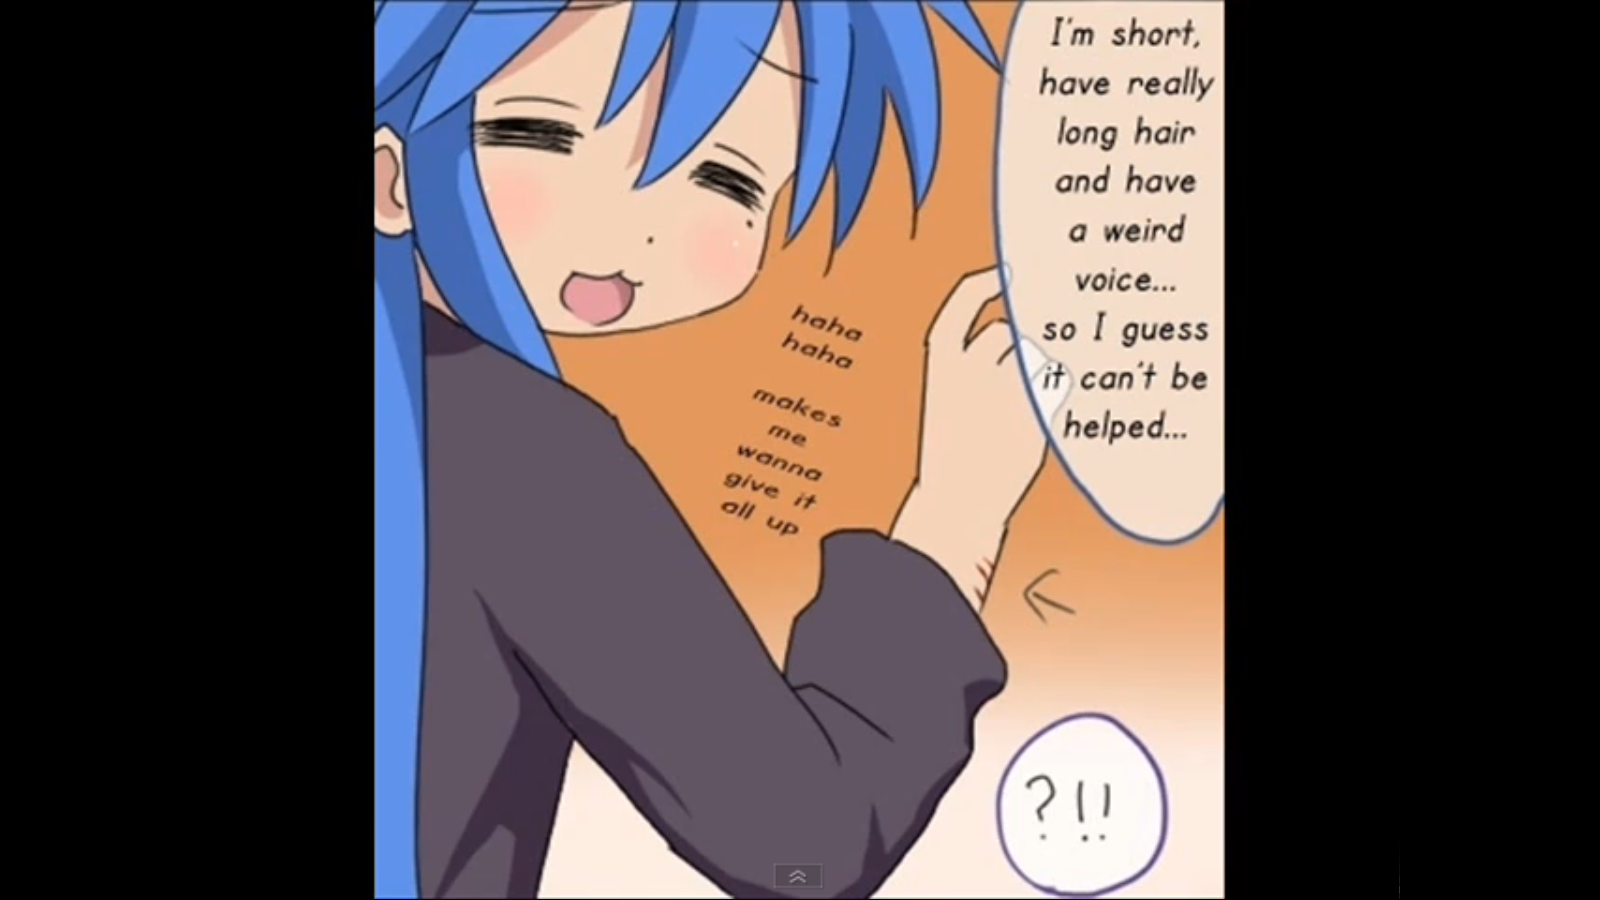 I'm short,
have really
long hair
and have
a weird
voice...
so I guess
it can't be
helped...
haha
haha
makes
me
wanna
give it
all up
?!!